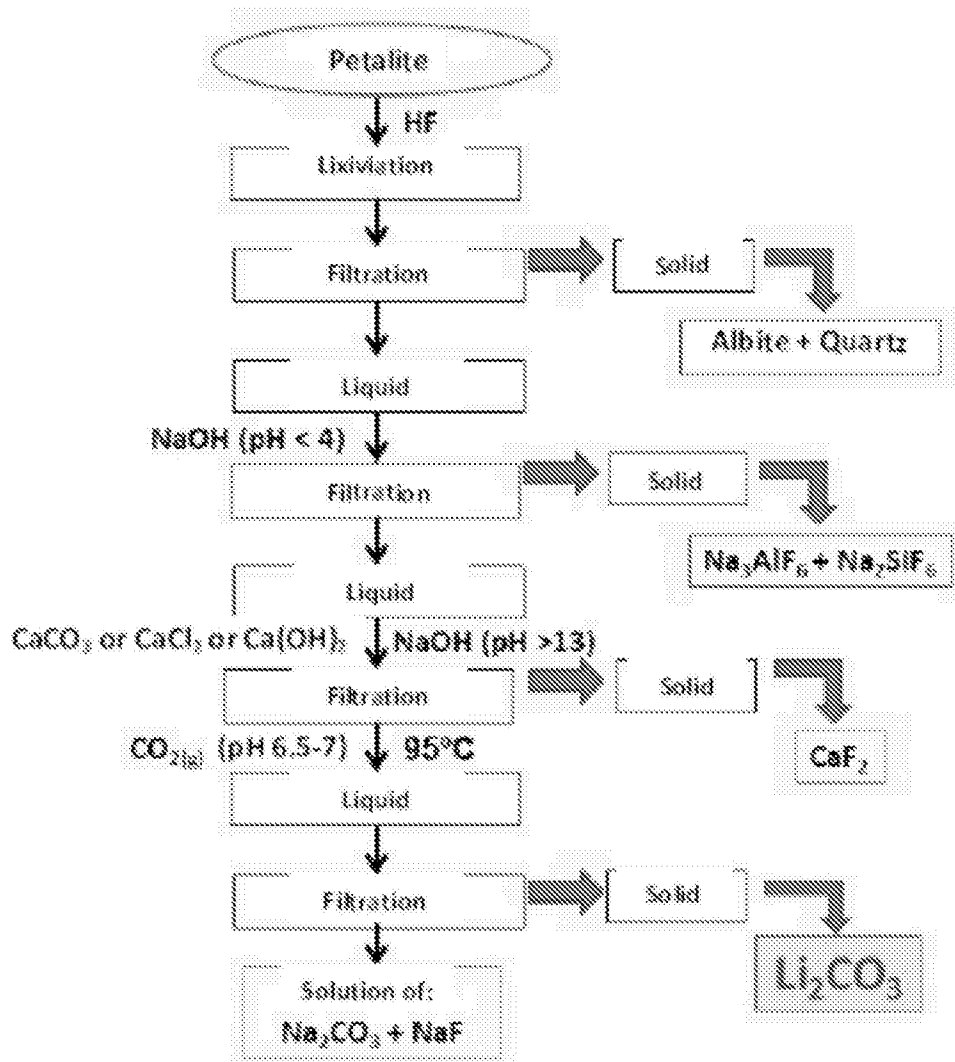 Petalite
HF
Lixiviation
Filtration
Solid
Albite + Quartz
Liquid
NaOH (pH < 4)
Filtration
Solid
Na₃AlF₆ + Na₂SiF₆
Liquid
CaCO₃ or CaCl₂ or Ca(OH)₂
NaOH (pH >13)
Filtration
Solid
CaF₂
CO₂₍g₎ (pH 6.5-7)
95°C
Liquid
Filtration
Solid
Li₂CO₃
Solution of:
Na₂CO₃ + NaF